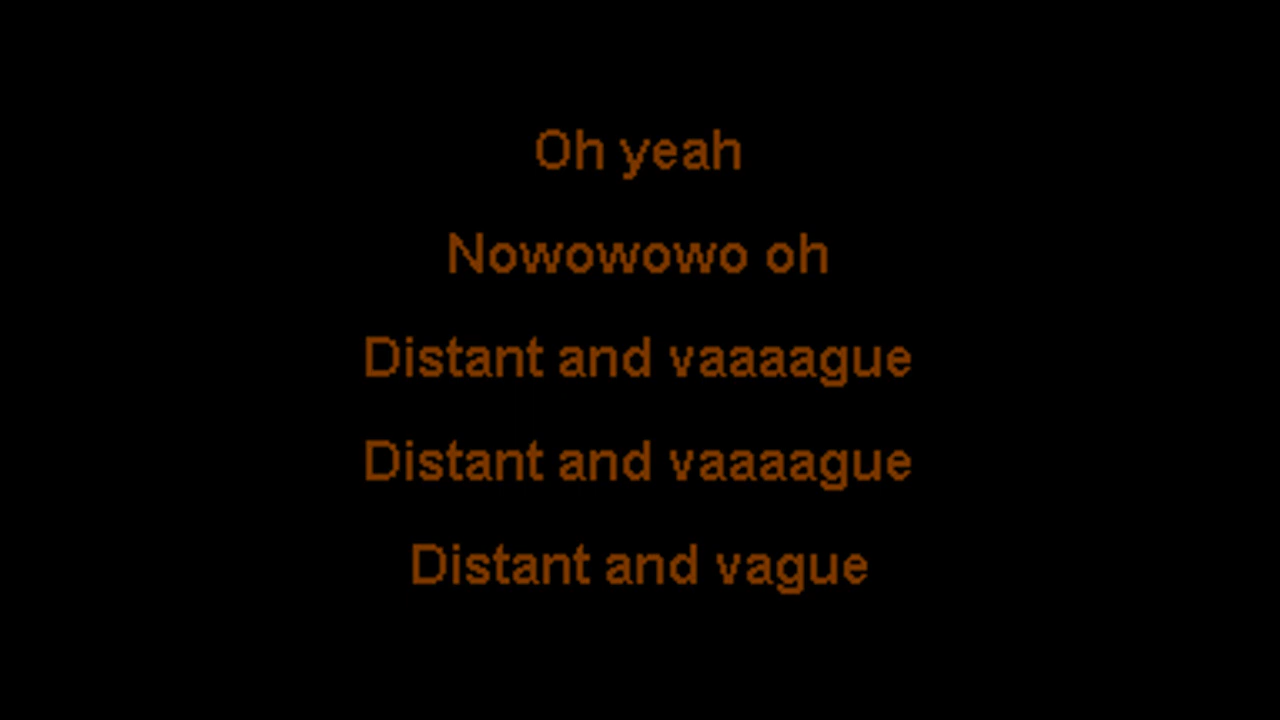 Oh yeah
Nowowowo oh
Distant and vaaaague
Distant and vaaaague
Distant and vague